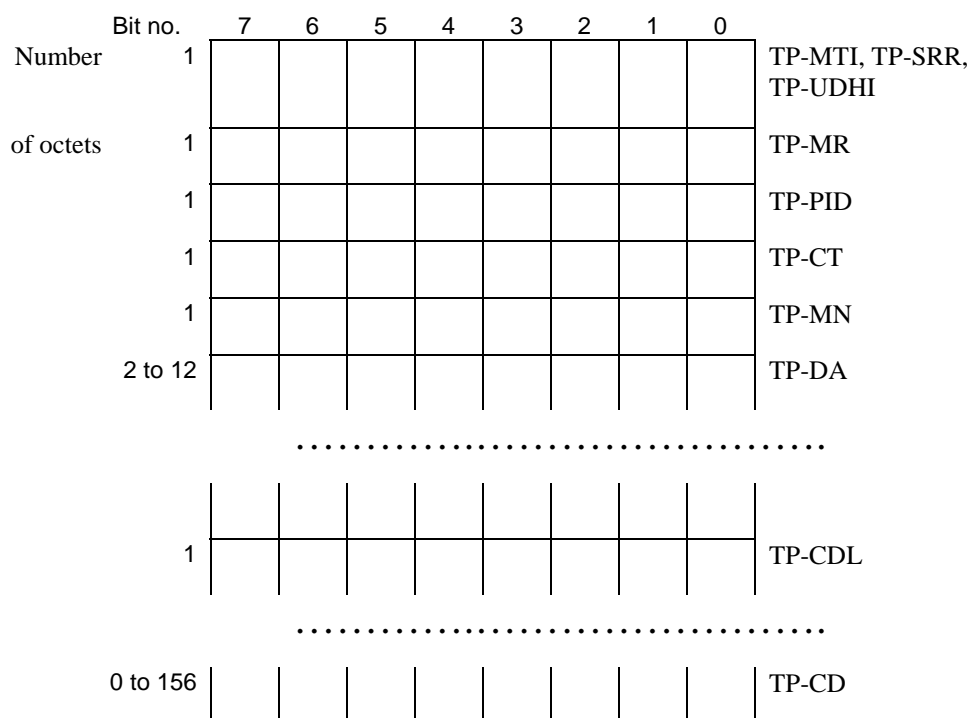 Bit no. 7 6 5 4 3 2 1 0
Number 1 TP-MTI, TP-SRR,
TP-UDHI
of octets 1 TP-MR
1 TP-PID
1 TP-CT
1 TP-MN
2 to 12 TP-DA
1 TP-CDL
0 to 156 TP-CD